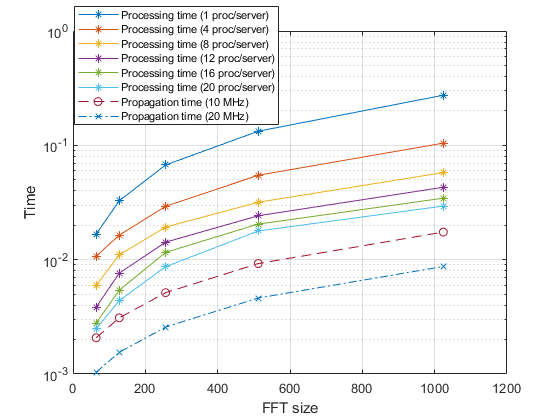 Processing time (1 proc/server)
Processing time (4 proc/server)
Processing time (8 proc/server)
Processing time (12 proc/server)
Processing time (16 proc/server)
Processing time (20 proc/server)
Propagation time (10 MHz)
Propagation time (20 MHz)
10^0
10^-1
10^-2
10^-3
Time
0 200 400 600 800 1000 1200
FFT size